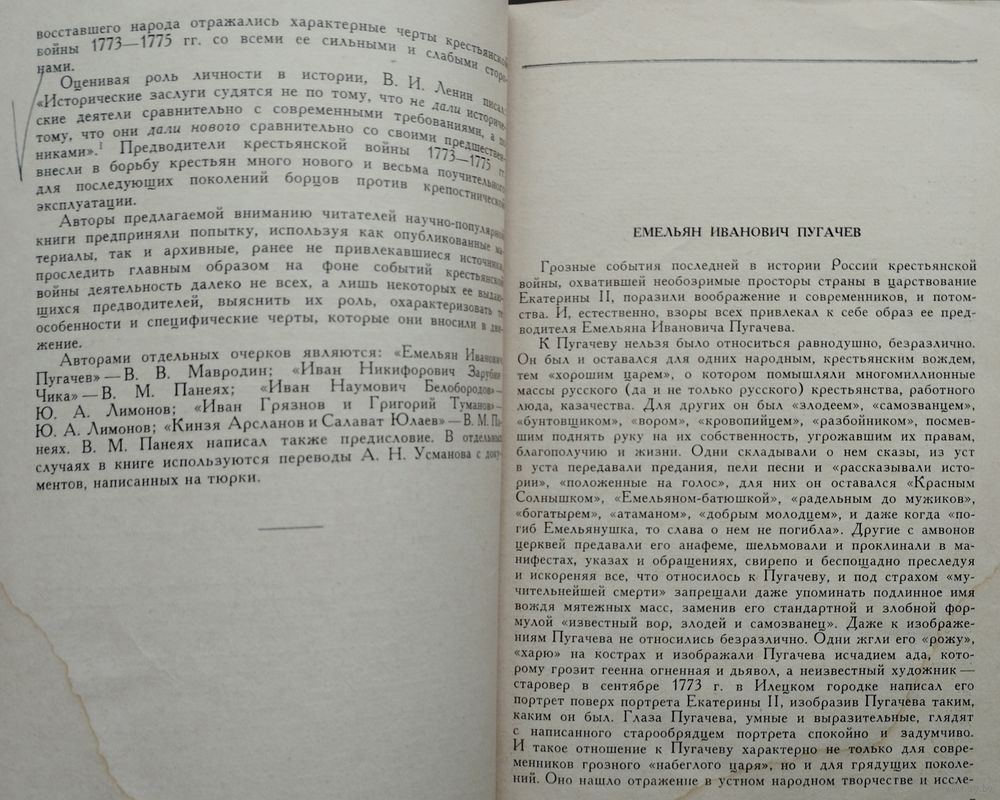 восставшего народа отражались характерные черты крестьянской
войны 1773—1775 гг. со всеми ее сильными и слабыми сторо-
нами.
Оценивая роль личности в истории, В. И. Ленин писал:
«Исторические заслуги судятся не по тому, что не дали историче-
ские деятели сравнительно с современными требованиями, а по
тому, что они дали нового сравнительно со своими предшествен-
никами».¹ Предводители крестьянской войны 1773—1775 гг.
внесли в борьбу крестьян много нового и весьма поучительного
для последующих поколений борцов против крепостнической
эксплуатации.
Авторы предлагаемой вниманию читателей научно-популярной
книги предприняли попытку, используя как опубликованные ма-
териалы, так и архивные, ранее не привлекавшиеся источники,
проследить главным образом на фоне событий крестьянской
войны деятельность далеко не всех, а лишь некоторых ее выдаю-
щихся предводителей, выяснить их роль, охарактеризовать те
особенности и специфические черты, которые они вносили в дви-
жение.
Авторами отдельных очерков являются: «Емельян Иванович
Пугачев» — В. В. Мавродин; «Иван Никифорович Зарубин-
Чика» — В. М. Панеях; «Иван Наумович Белобородов» —
Ю. А. Лимонов; «Иван Грязнов и Григорий Туманов» —
Ю. А. Лимонов; «Кинзя Арсланов и Салават Юлаев» — В. М. Па-
неях. В. М. Панеях написал также предисловие. В отдельных
случаях в книге используются переводы А. Н. Усманова с доку-
ментов, написанных на тюрки.
ЕМЕЛЬЯН ИВАНОВИЧ ПУГАЧЕВ
Грозные события последней в истории России крестьянской
войны, охватившей необозримые просторы страны в царствование
Екатерины II, поразили воображение и современников, и потом-
ства. И, естественно, взоры всех привлекал к себе образ ее пред-
водителя Емельяна Ивановича Пугачева.
К Пугачеву нельзя было относиться равнодушно, безразлично.
Он был и оставался для одних народным, крестьянским вождем,
тем «хорошим царем», о котором помышляли многомиллионные
массы русского (да и не только русского) крестьянства, работного
люда, казачества. Для других он был «злодеем», «самозванцем»,
«бунтовщиком», «вором», «кровопийцем», «разбойником», посмев-
шим поднять руку на их собственность, угрожавшим их правам,
благополучию и жизни. Одни складывали о нем сказы, из уст
в уста передавали предания, пели песни и «рассказывали исто-
рии», «положенные на голос», для них он оставался «Красным
Солнышком», «Емельяном-батюшкой», «радельным до мужиков»,
«богатырем», «атаманом», «добрым молодцем», и даже когда «по-
гиб Емельянушка, то слава о нем не погибла». Другие с амвонов
церквей предавали его анафеме, шельмовали и проклинали в ма-
нифестах, указах и обращениях, свирепо и беспощадно преследуя
и искореняя все, что относилось к Пугачеву, и под страхом «му-
чительнейшей смерти» запрещали даже упоминать подлинное имя
вождя мятежных масс, заменив его стандартной и злобной фор-
мулой «известный вор, злодей и самозванец». Даже к изображе-
ниям Пугачева не относились безразлично. Одни жгли его «рожу»,
«харю» на кострах и изображали Пугачева исчадием ада, кото-
рому грозит геенна огненная и дьявол, а неизвестный художник —
старовер в сентябре 1773 г. в Илецком городке написал его
портрет поверх портрета Екатерины II, изобразив Пугачева таким,
каким он был. Глаза Пугачева, умные и выразительные, глядят
с написанного старообрядцем портрета спокойно и задумчиво.
И такое отношение к Пугачеву характерно не только для совре-
менников грозного «набеглого царя», но и для грядущих поколе-
ний. Оно нашло отражение в устном народном творчестве и иссле-